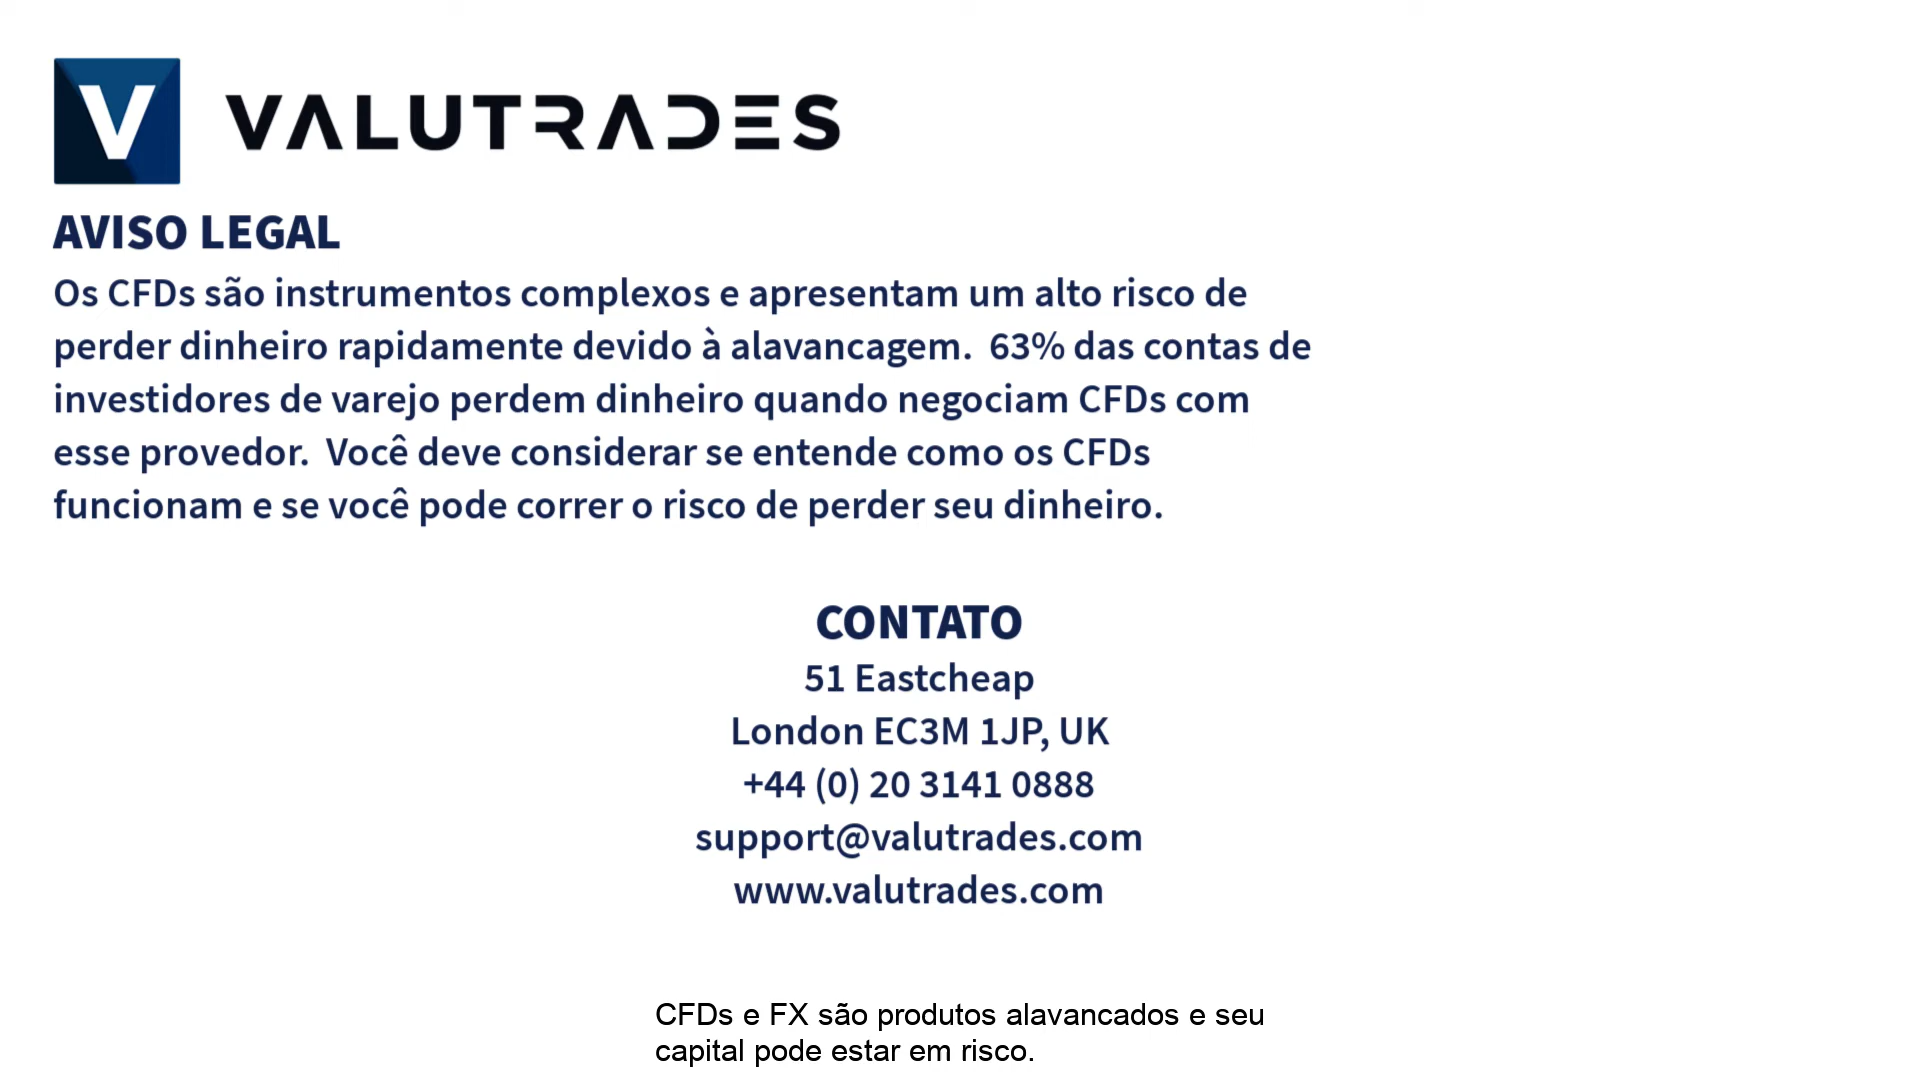 V VALUTRADES
AVISO LEGAL
Os CFDs são instrumentos complexos e apresentam um alto risco de
perder dinheiro rapidamente devido à alavancagem.  63% das contas de
investidores de varejo perdem dinheiro quando negociam CFDs com
esse provedor.  Você deve considerar se entende como os CFDs
funcionam e se você pode correr o risco de perder seu dinheiro.
CONTATO
51 Eastcheap
London EC3M 1JP, UK
+44 (0) 20 3141 0888
support@valutrades.com
www.valutrades.com
CFDs e FX são produtos alavancados e seu
capital pode estar em risco.